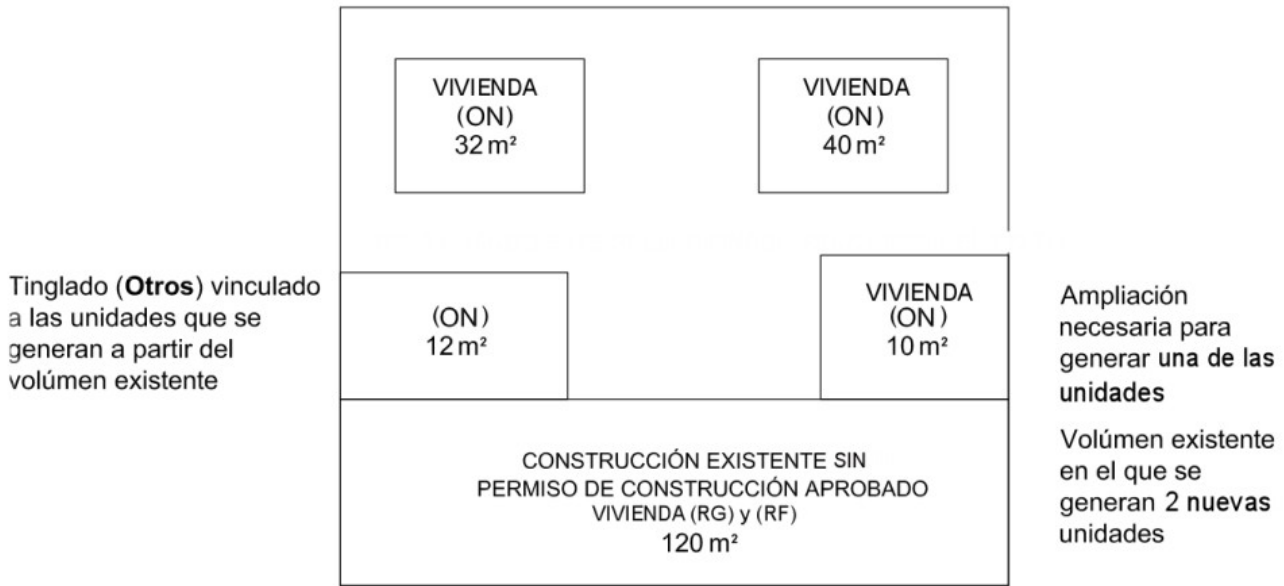 VIVIENDA
(ON)
32 m²
VIVIENDA
(ON)
40 m²
Tinglado (Otros) vinculado
a las unidades que se
generan a partir del
volúmen existente
(ON)
12 m²
VIVIENDA
(ON)
10 m²
Ampliación
necesaria para
generar una de las
unidades
CONSTRUCCIÓN EXISTENTE SIN
PERMISO DE CONSTRUCCIÓN APROBADO
VIVIENDA (RG) y (RF)
120 m²
Volúmen existente
en el que se
generan 2 nuevas
unidades